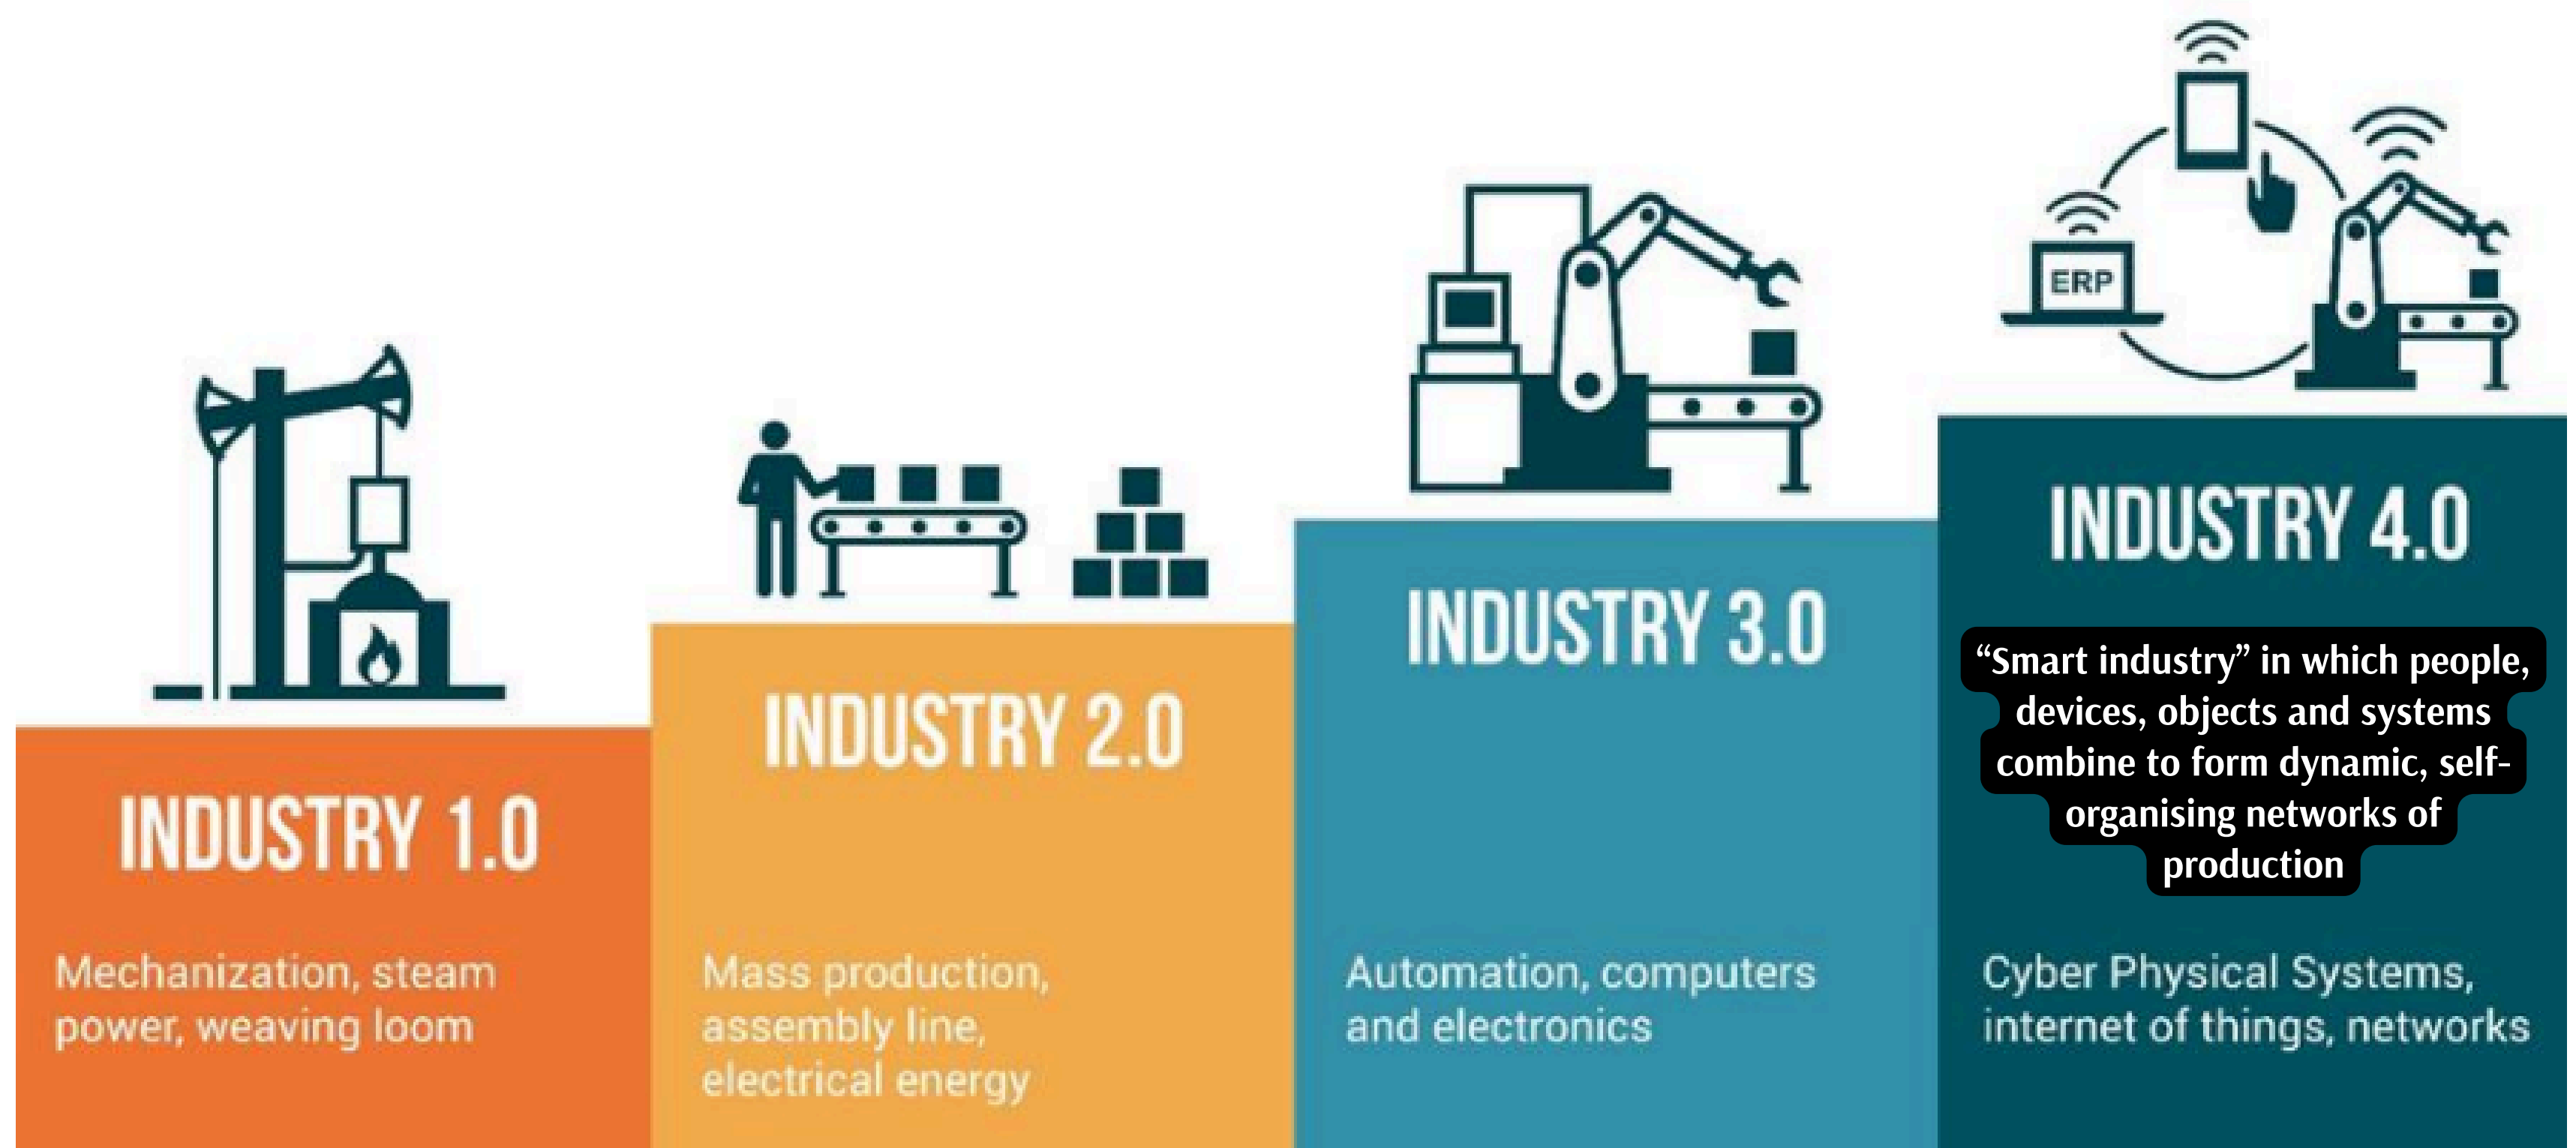 INDUSTRY 1.0
Mechanization, steam
power, weaving loom
INDUSTRY 2.0
Mass production,
assembly line,
electrical energy
INDUSTRY 3.0
Automation, computers
and electronics
ERP
INDUSTRY 4.0
“Smart industry” in which people,
devices, objects and systems
combine to form dynamic, self-
organising networks of
production
Cyber Physical Systems,
internet of things, networks